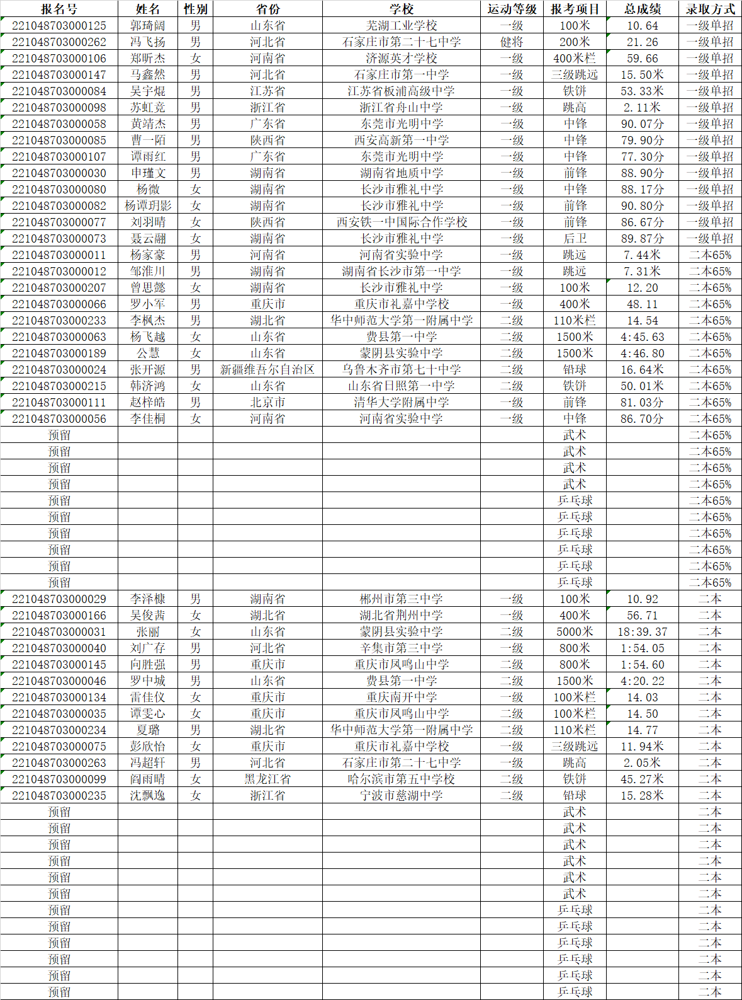 报名号 姓名 性别 省份 学校 运动等级 报考项目 总成绩 录取方式
221048703000125 郭琦阔 男 山东省 芜湖工业学校 一级 100米 10.64 一级单招
221048703000262 冯飞扬 男 河北省 石家庄市第二十七中学 健将 200米 21.26 一级单招
221048703000106 郑昕杰 女 河南省 济源英才学校 一级 400米栏 59.66 一级单招
221048703000147 马鑫然 男 河北省 石家庄市第一中学 一级 三级跳远 15.50米 一级单招
221048703000084 吴宇焜 男 江苏省 江苏省板浦高级中学 一级 铁饼 53.33米 一级单招
221048703000098 苏虹竞 男 浙江省 浙江省舟山中学 一级 跳高 2.11米 一级单招
221048703000058 黄靖杰 男 广东省 东莞市光明中学 一级 中锋 90.07分 一级单招
221048703000085 曹一陌 男 陕西省 西安高新第一中学 一级 中锋 79.90分 一级单招
221048703000107 谭雨红 男 广东省 东莞市光明中学 一级 中锋 77.30分 一级单招
221048703000030 申瑾文 男 湖南省 湖南省地质中学 一级 前锋 88.90分 一级单招
221048703000080 杨微 女 湖南省 长沙市雅礼中学 一级 中锋 88.17分 一级单招
221048703000082 杨谭玥影 女 湖南省 长沙市雅礼中学 一级 前锋 90.80分 一级单招
221048703000077 刘羽晴 女 陕西省 西安铁一中国际合作学校 一级 前锋 86.67分 一级单招
221048703000073 聂云翮 女 湖南省 长沙市雅礼中学 一级 后卫 89.87分 一级单招
221048703000011 杨家豪 男 河南省 河南省实验中学 一级 跳远 7.44米 二本65%
221048703000012 邹淮川 男 湖南省 湖南省长沙市第一中学 一级 跳远 7.31米 二本65%
221048703000207 曾思懿 女 湖南省 长沙市雅礼中学 一级 100米 12.20 二本65%
221048703000066 罗小军 男 重庆市 重庆市礼嘉中学校 一级 400米 48.11 二本65%
221048703000233 李枫杰 男 湖北省 华中师范大学第一附属中学 二级 110米栏 14.54 二本65%
221048703000063 杨飞越 女 山东省 费县第一中学 二级 1500米 4:45.63 二本65%
221048703000189 公慧 女 山东省 蒙阴县实验中学 二级 1500米 4:46.80 二本65%
221048703000024 张开源 男 新疆维吾尔自治区 乌鲁木齐市第七十中学 二级 铅球 16.64米 二本65%
221048703000215 韩济鸿 女 山东省 山东省日照第一中学 二级 铁饼 50.01米 二本65%
221048703000111 赵梓皓 男 北京市 清华大学附属中学 一级 前锋 81.03分 二本65%
221048703000056 李佳桐 女 河南省 河南省实验中学 一级 中锋 86.70分 二本65%
预留 武术 二本65%
预留 武术 二本65%
预留 武术 二本65%
预留 武术 二本65%
预留 乒乓球 二本65%
预留 乒乓球 二本65%
预留 乒乓球 二本65%
预留 乒乓球 二本65%
预留 乒乓球 二本65%
预留 乒乓球 二本65%
221048703000029 李泽槺 男 湖南省 郴州市第三中学 一级 100米 10.92 二本
221048703000166 吴俊茜 女 湖北省 湖北省荆州中学 一级 400米 56.71 二本
221048703000031 张丽 女 山东省 蒙阴县实验中学 二级 5000米 18:39.37 二本
221048703000040 刘广存 男 河北省 辛集市第三中学 一级 800米 1:54.05 二本
221048703000145 向胜强 男 重庆市 重庆市凤鸣山中学 二级 800米 1:54.60 二本
221048703000046 罗中城 男 山东省 费县第一中学 二级 1500米 4:20.22 二本
221048703000134 雷佳仪 女 重庆市 重庆南开中学 一级 100米栏 14.03 二本
221048703000035 谭雯心 女 重庆市 重庆市凤鸣山中学 二级 100米栏 14.50 二本
221048703000234 夏璐 男 湖北省 华中师范大学第一附属中学 二级 110米栏 14.77 二本
221048703000075 彭欣怡 女 重庆市 重庆市礼嘉中学校 一级 三级跳远 11.94米 二本
221048703000263 冯超轩 男 河北省 石家庄市第二十七中学 一级 跳高 2.05米 二本
221048703000099 阎雨晴 女 黑龙江省 哈尔滨市第五中学校 二级 铁饼 45.27米 二本
221048703000235 沈飘逸 女 浙江省 宁波市慈湖中学 二级 铅球 15.28米 二本
预留 武术 二本
预留 武术 二本
预留 武术 二本
预留 武术 二本
预留 武术 二本
预留 武术 二本
预留 乒乓球 二本
预留 乒乓球 二本
预留 乒乓球 二本
预留 乒乓球 二本
预留 乒乓球 二本
预留 乒乓球 二本